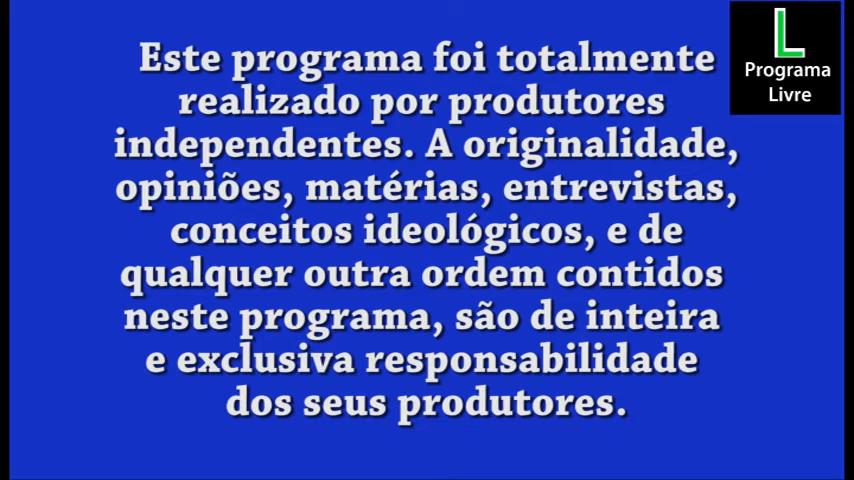 Este programa foi totalmente
realizado por produtores
independentes. A originalidade,
opiniões, matérias, entrevistas,
conceitos ideológicos, e de
qualquer outra ordem contidos
neste programa, são de inteira
e exclusiva responsabilidade
dos seus produtores.
L
Programa
Livre